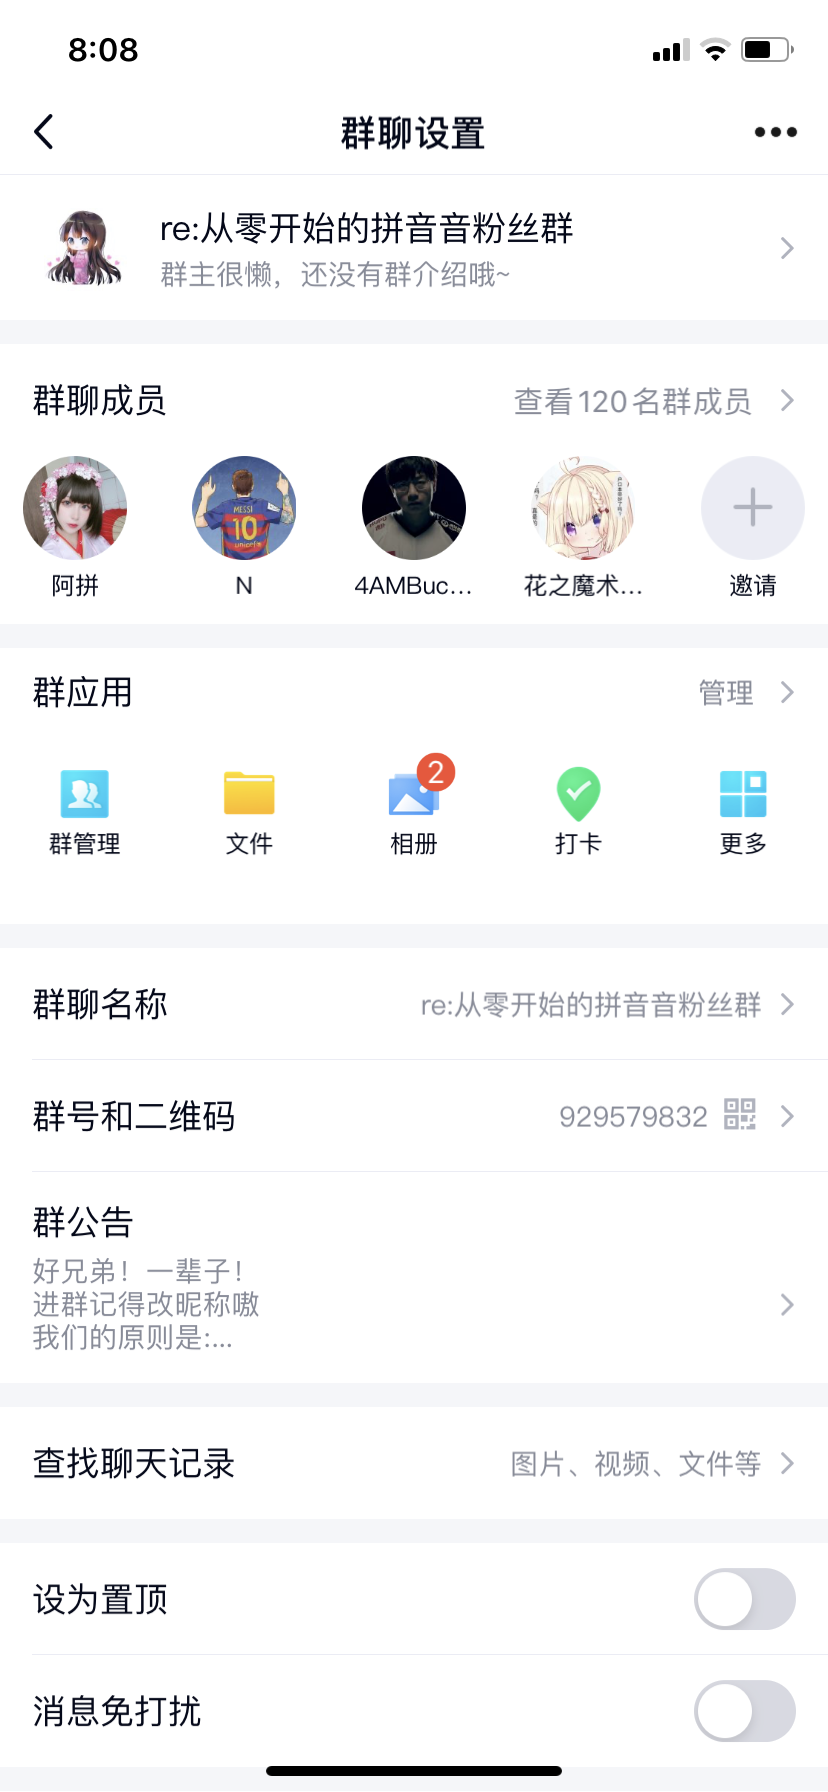 8:08
群聊设置
re:从零开始的拼音音粉丝群
群主很懒，还没有群介绍哦~
群聊成员
查看120名群成员
MESSI
10
unicef
阿拼
N
4AMBuc...
花之魔术...
邀请
群应用
管理
2
群管理
文件
相册
打卡
更多
群聊名称
re:从零开始的拼音音粉丝群
群号和二维码
929579832
群公告
好兄弟！一辈子！
进群记得改昵称嗷
我们的原则是:...
查找聊天记录
图片、视频、文件等
设为置顶
消息免打扰